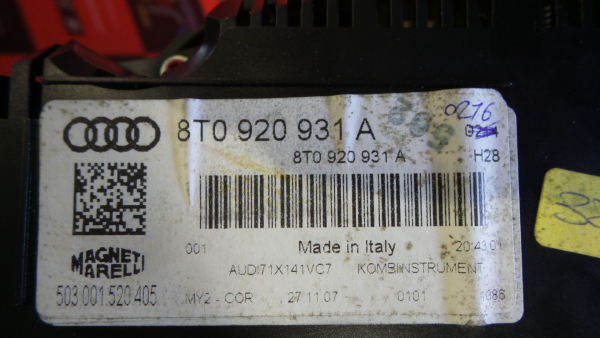 0216
8T0 920 931 A
8T0 920 931 A H28
001 Made in Italy 20:43:01
MAGNETI MARELLI
AUDI71X141VC7 KOMBIINSTRUMENT
503.001.520.405 MY2 - COR 27.11.07 0101